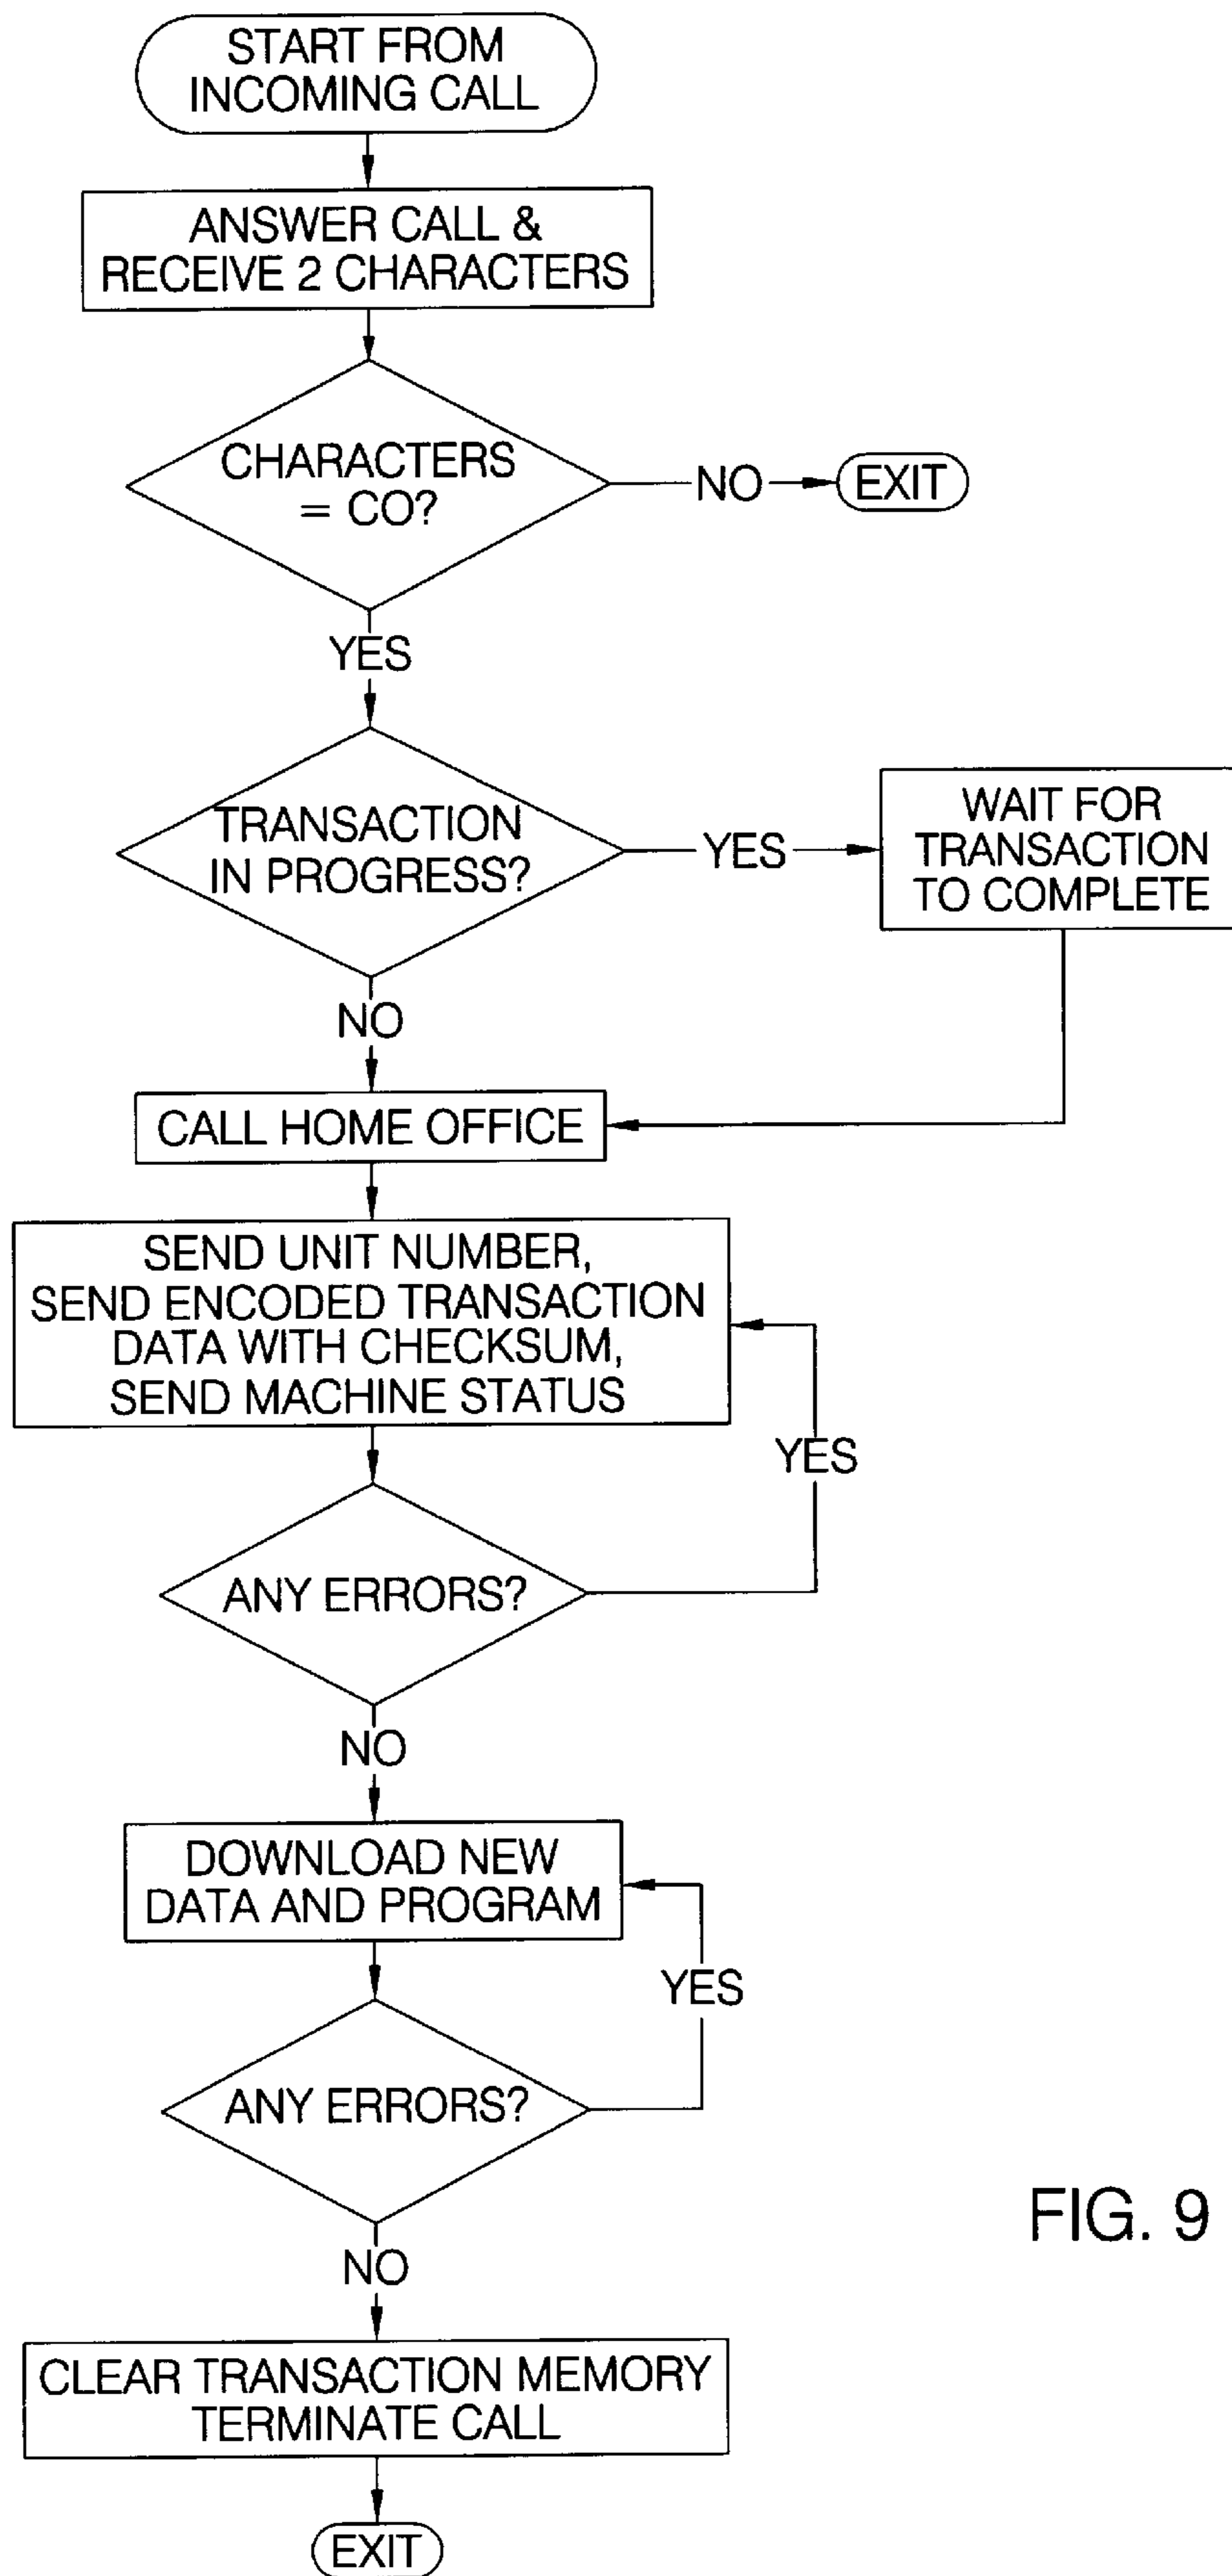 START FROM
INCOMING CALL
ANSWER CALL &
RECEIVE 2 CHARACTERS
CHARACTERS
= CO?
NO
EXIT
YES
TRANSACTION
IN PROGRESS?
YES
WAIT FOR
TRANSACTION
TO COMPLETE
NO
CALL HOME OFFICE
SEND UNIT NUMBER,
SEND ENCODED TRANSACTION
DATA WITH CHECKSUM,
SEND MACHINE STATUS
YES
ANY ERRORS?
NO
DOWNLOAD NEW
DATA AND PROGRAM
YES
ANY ERRORS?
NO
CLEAR TRANSACTION MEMORY
TERMINATE CALL
EXIT
FIG. 9